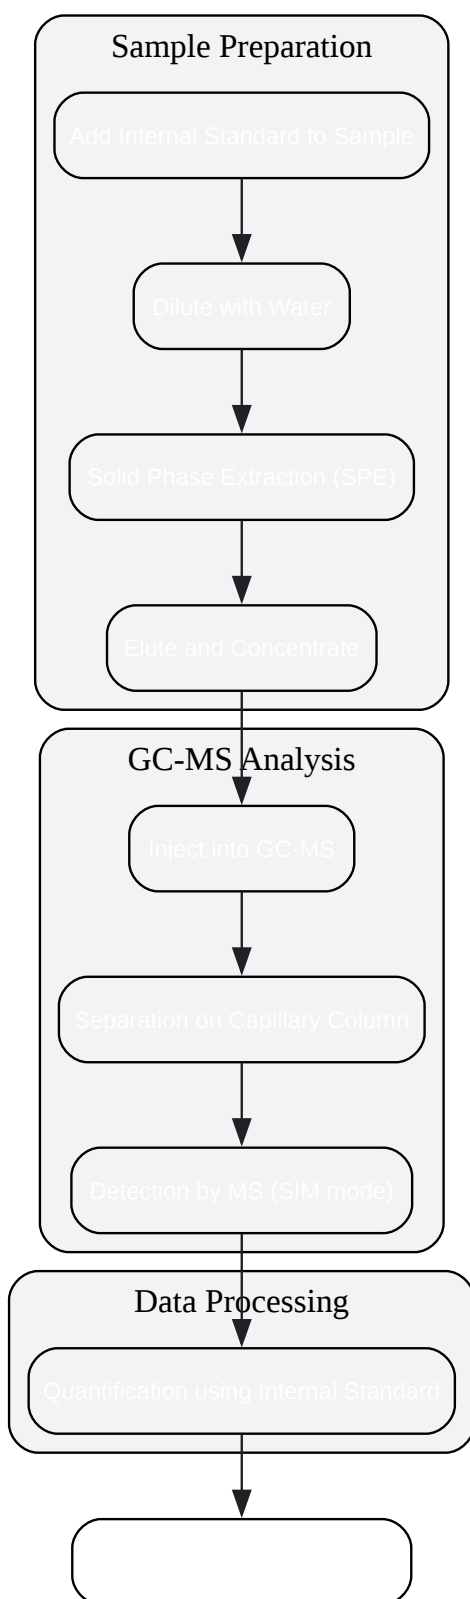 Sample Preparation
Add Internal Standard to Sample
Dilute with Water
Solid Phase Extraction (SPE)
Elute and Concentrate
GC-MS Analysis
Inject into GC-MS
Separation on Capillary Column
Detection by MS (SIM mode)
Data Processing
Quantification using Internal Standard